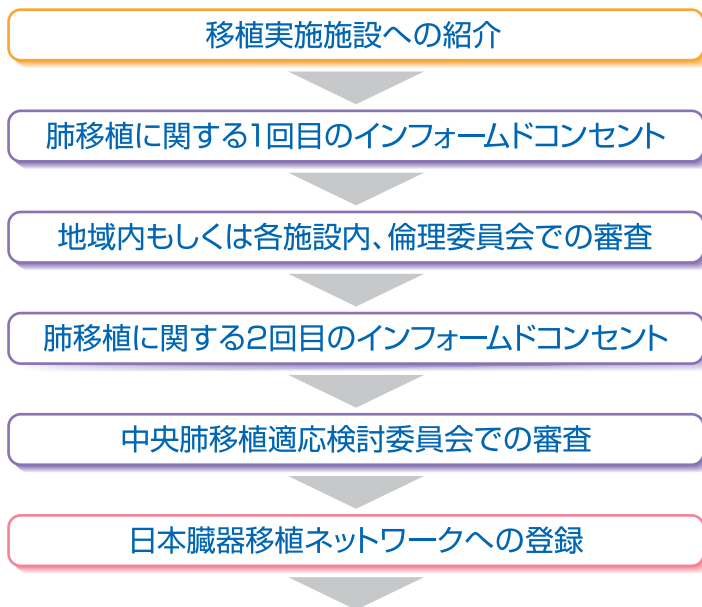 移植実施施設への紹介
肺移植に関する1回目のインフォームドコンセント
地域内もしくは各施設内、倫理委員会での審査
肺移植に関する2回目のインフォームドコンセント
中央肺移植適応検討委員会での審査
日本臓器移植ネットワークへの登録